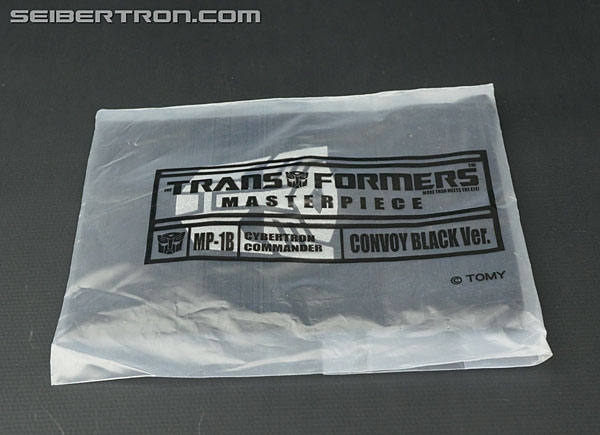 SEIBERTRON.COM
TRANSFORMERS
MORE THAN MEETS THE EYE!
MASTERPIECE
MP-1B
CYBERTRON
COMMANDER
CONVOY BLACK Ver.
© TOMY